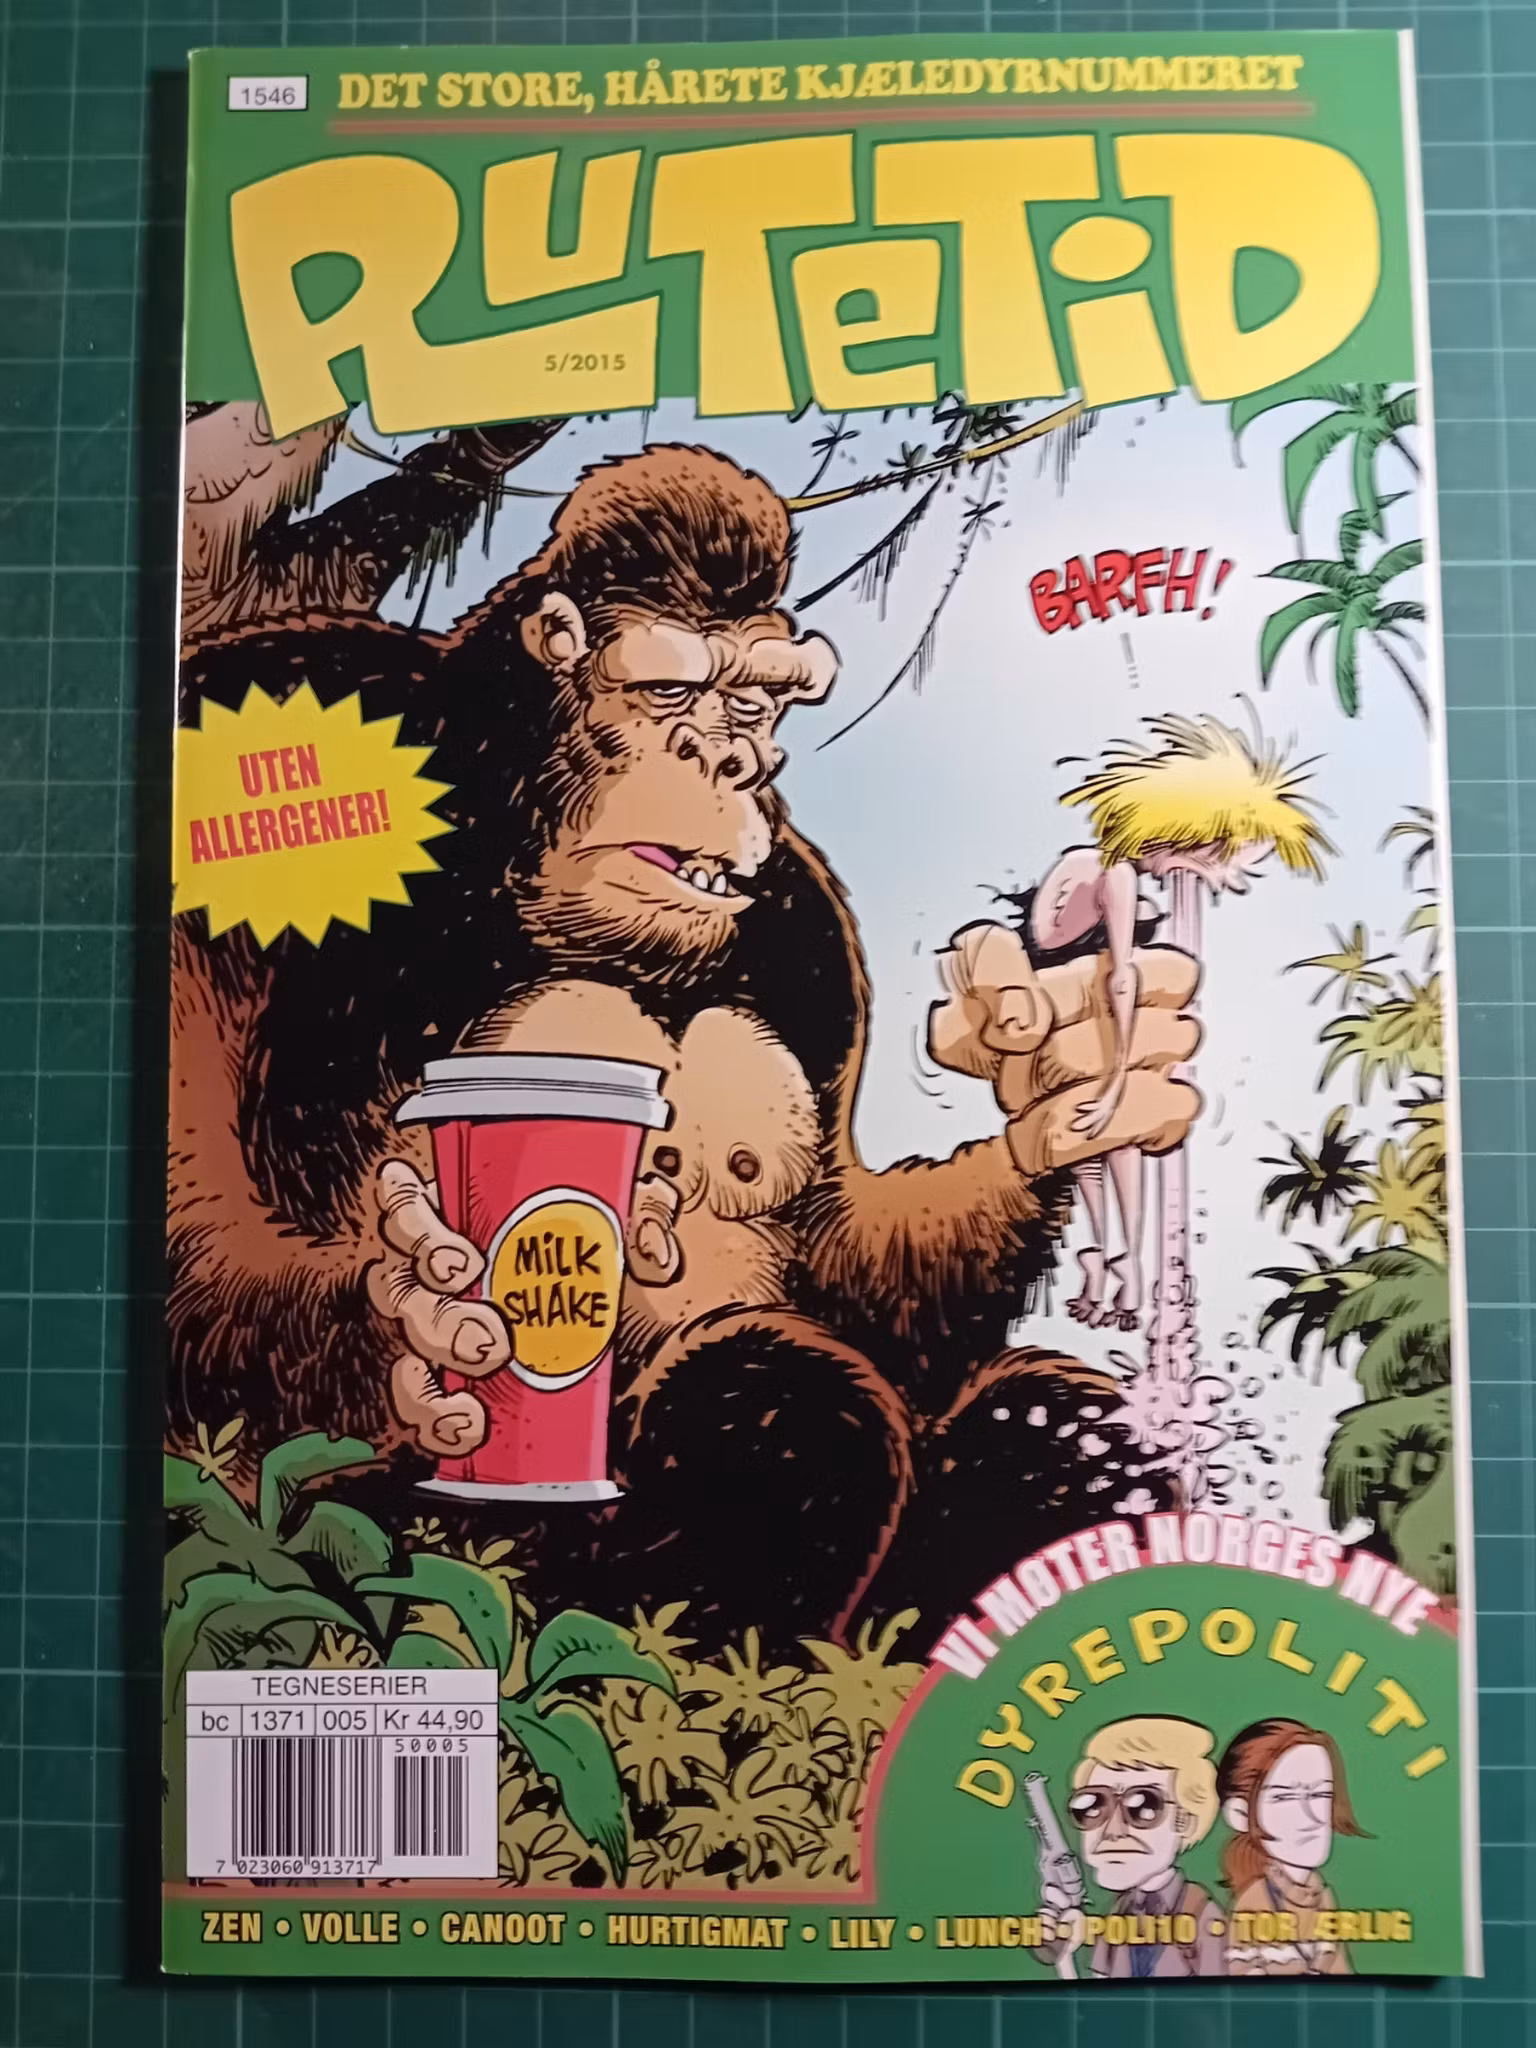 1546
DET STORE, HÅRETE KJÆLEDYRNUMMERET
RUTETID
5/2015
BARFH!
UTEN
ALLERGENER!
MiLK
SHAKE
VI MØTER NORGES NYE
DYREPOLITI
TEGNESERIER
bc 1371 005 Kr 44,90
50005
7 023060 913717
ZEN • VOLLE • CANOOT • HURTIGMAT • LILY • LUNCH • POLI10 • TOR ÆRLIG